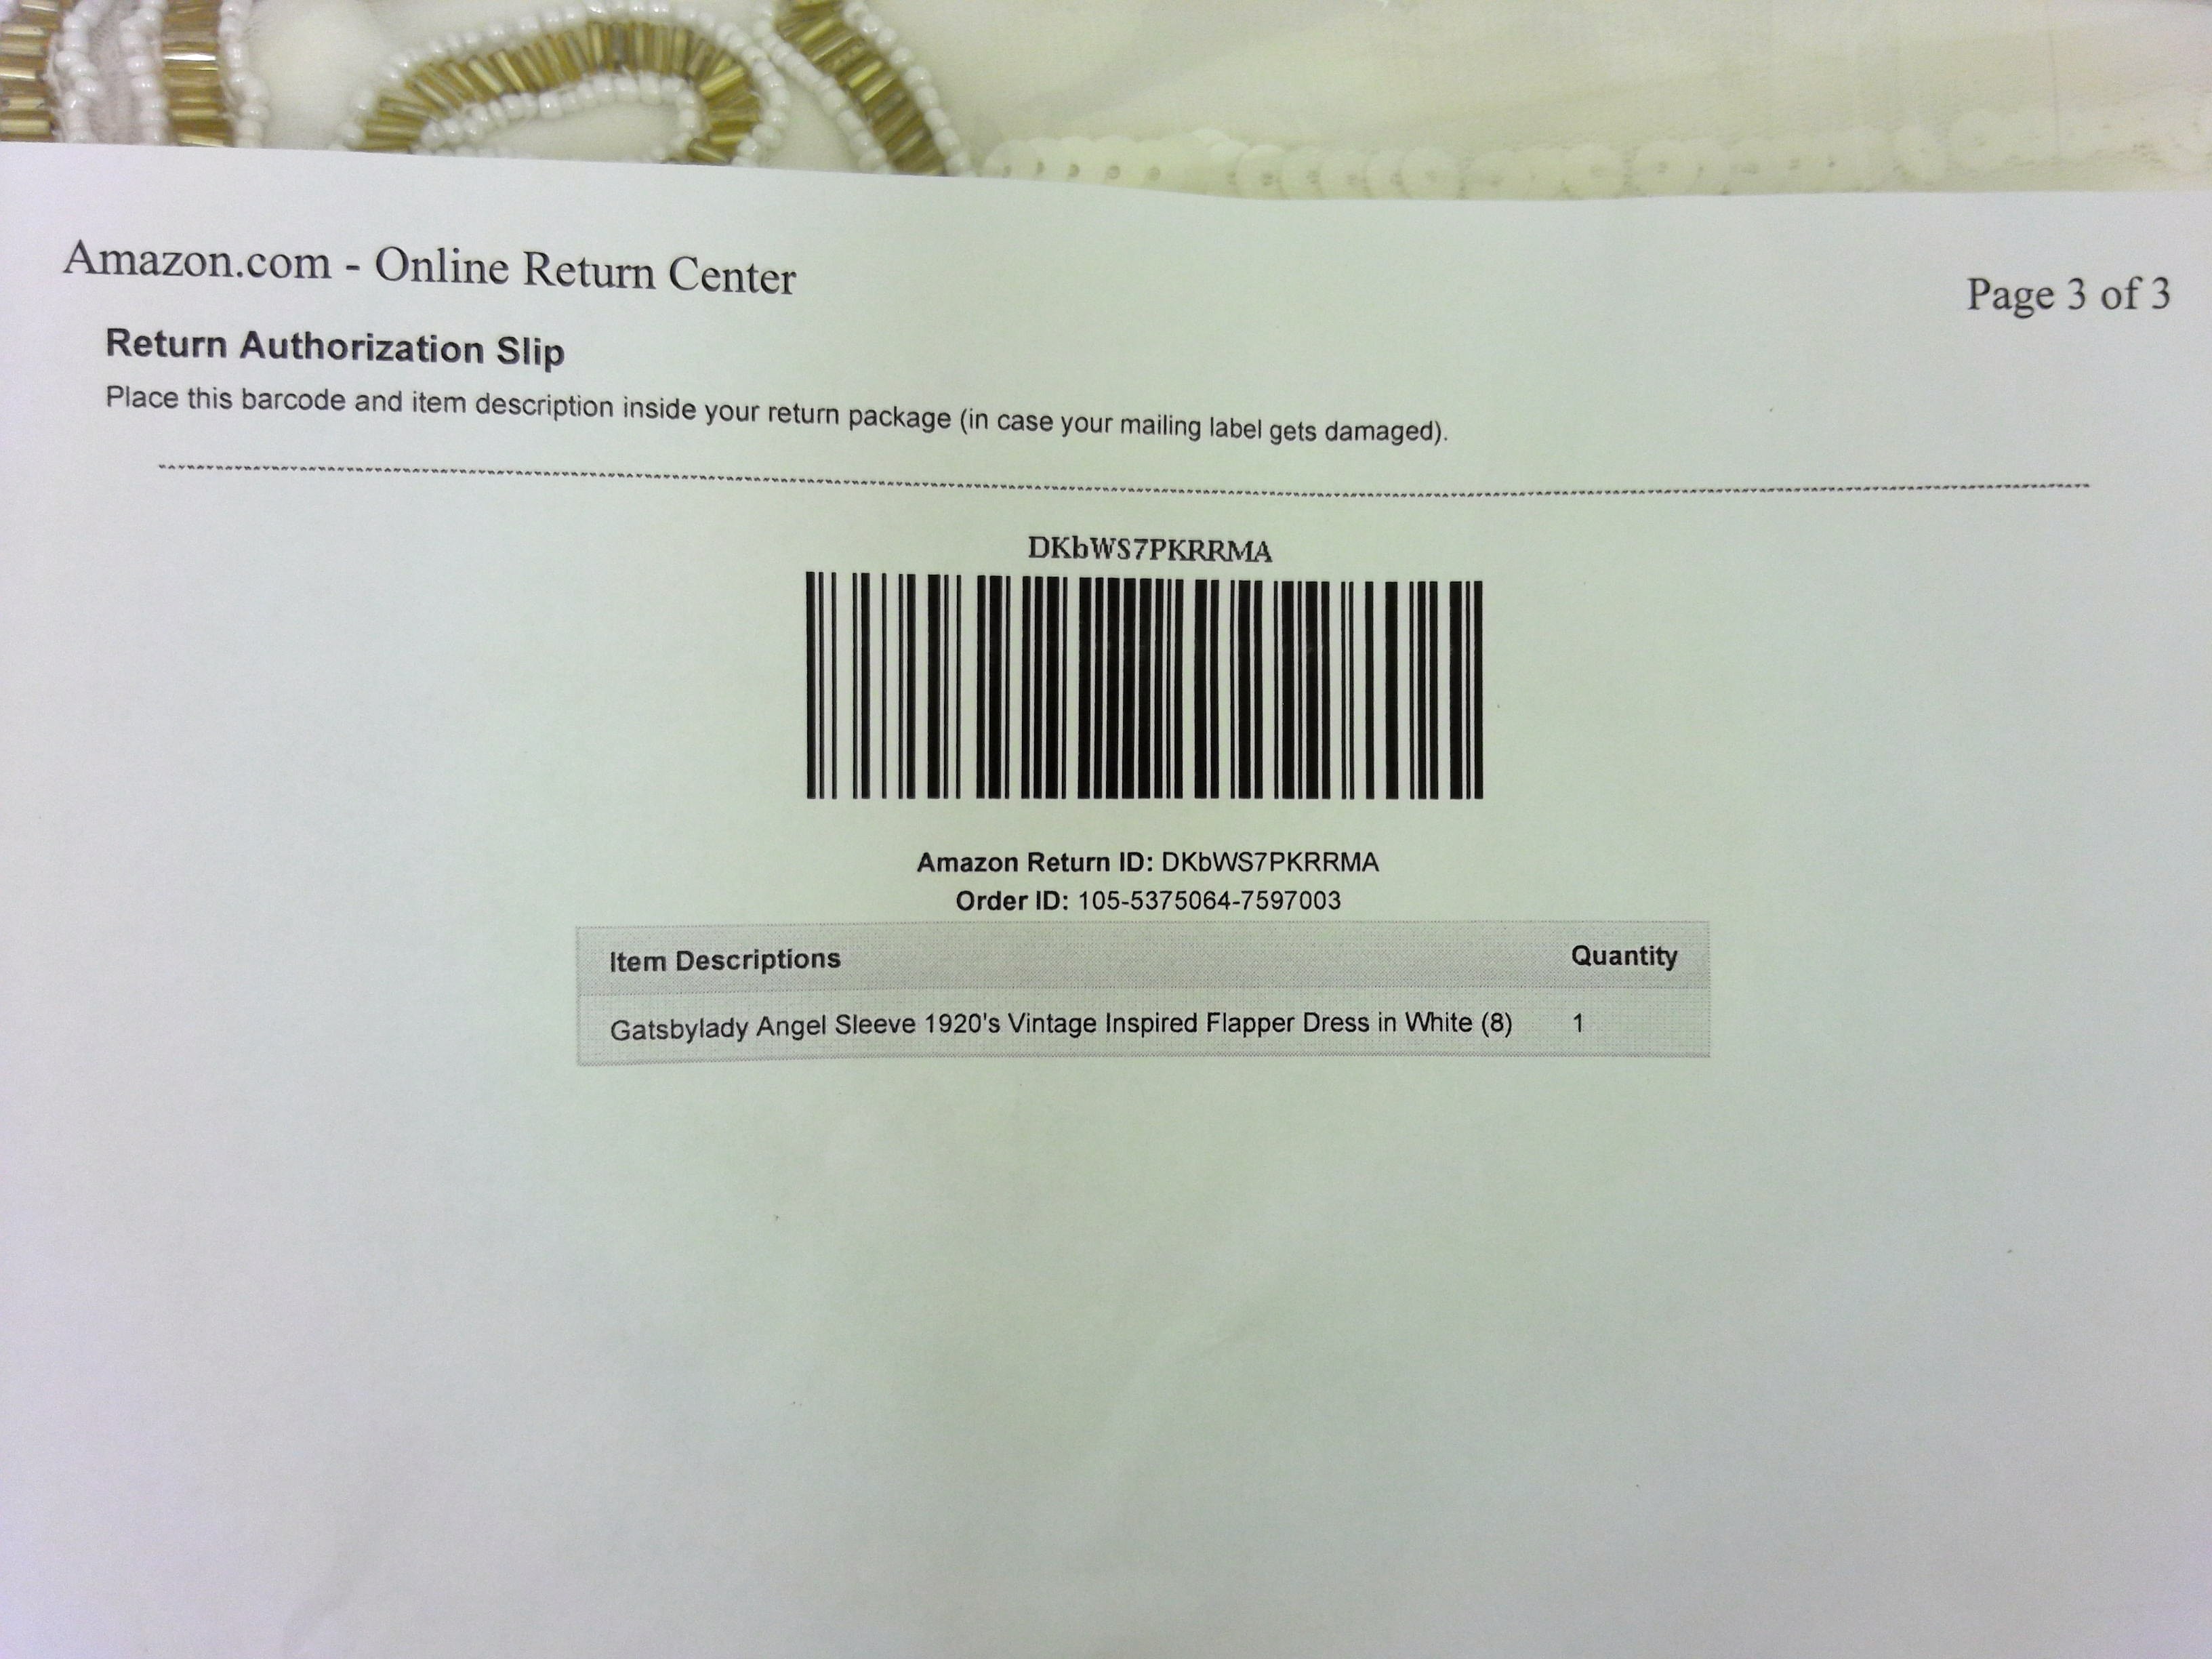 Amazon.com - Online Return Center
Page 3 of 3
Return Authorization Slip
Place this barcode and item description inside your return package (in case your mailing label gets damaged).
DKbWS7PKRRMA
Amazon Return ID: DKbWS7PKRRMA
Order ID: 105-5375064-7597003
Item Descriptions Quantity
Gatsbylady Angel Sleeve 1920's Vintage Inspired Flapper Dress in White (8) 1